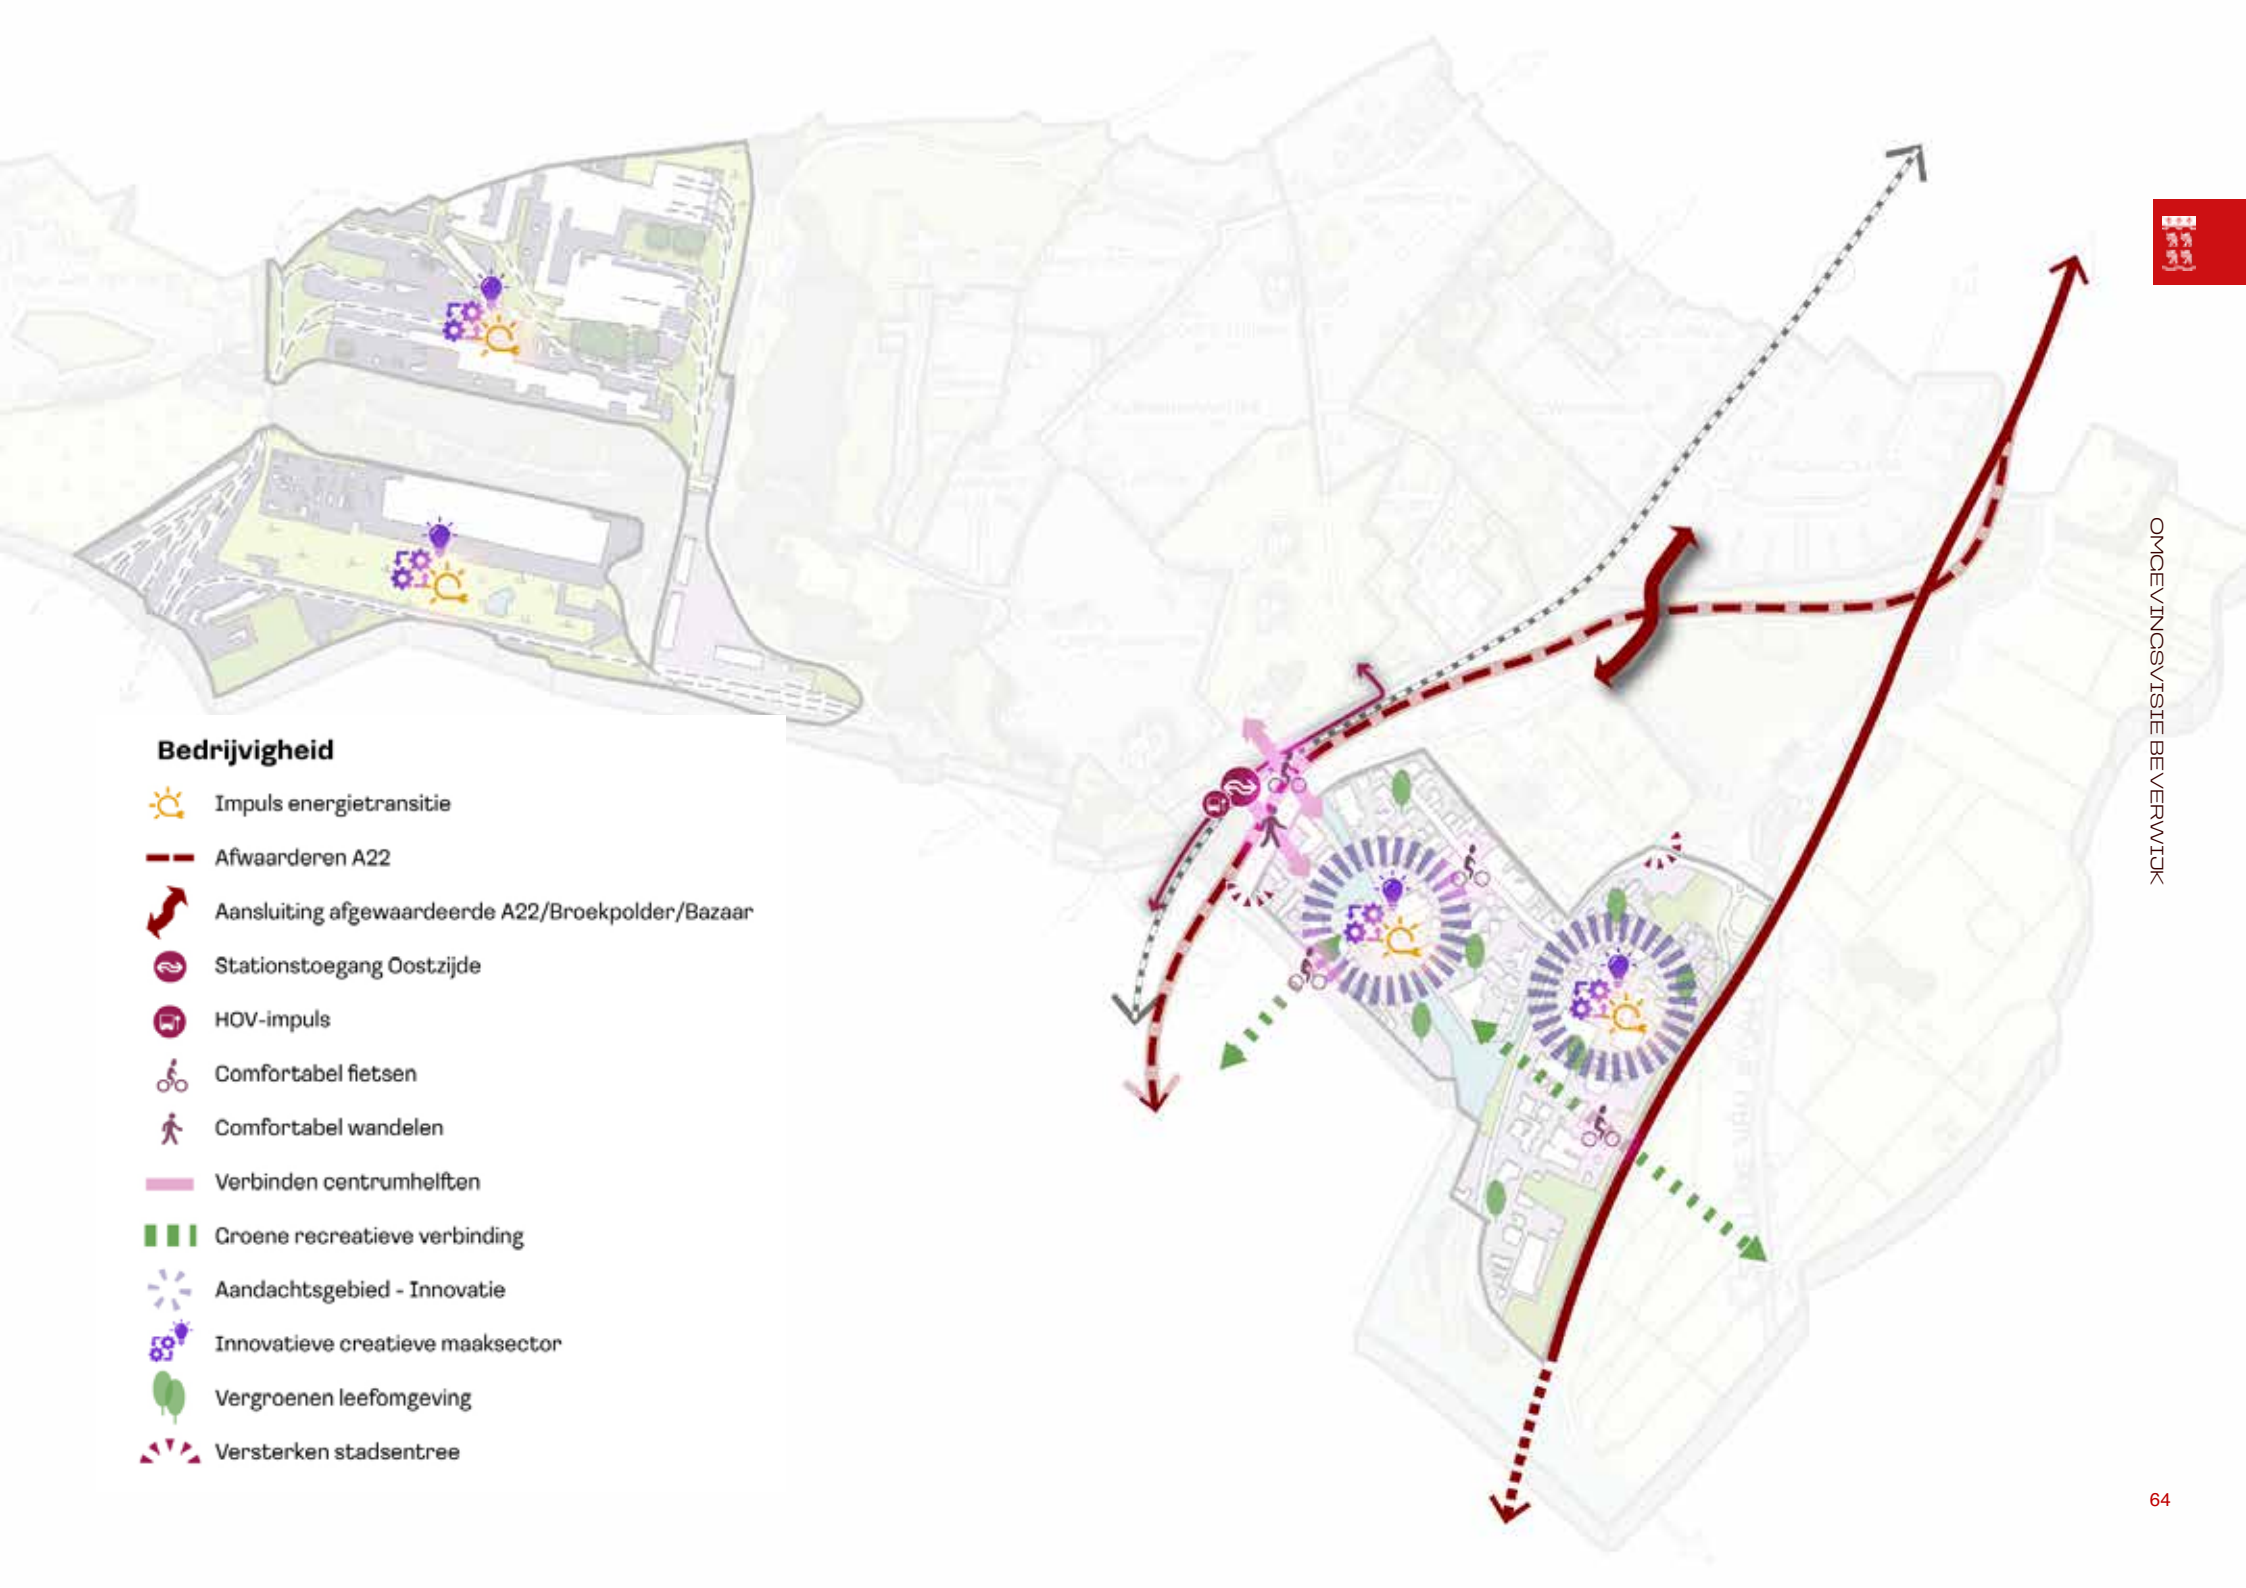 Bedrijvigheid
Impuls energietransitie
Afwaarderen A22
Aansluiting afgewaardeerde A22/Broekpolder/Bazaar
Stationstoegang Oostzijde
HOV-impuls
Comfortabel fietsen
Comfortabel wandelen
Verbinden centrumhelften
Groene recreatieve verbinding
Aandachtsgebied - Innovatie
Innovatieve creatieve maaksector
Vergroenen leefomgeving
Versterken stadsentree
OMGEVINGSVISIE BEVERWIJK
64